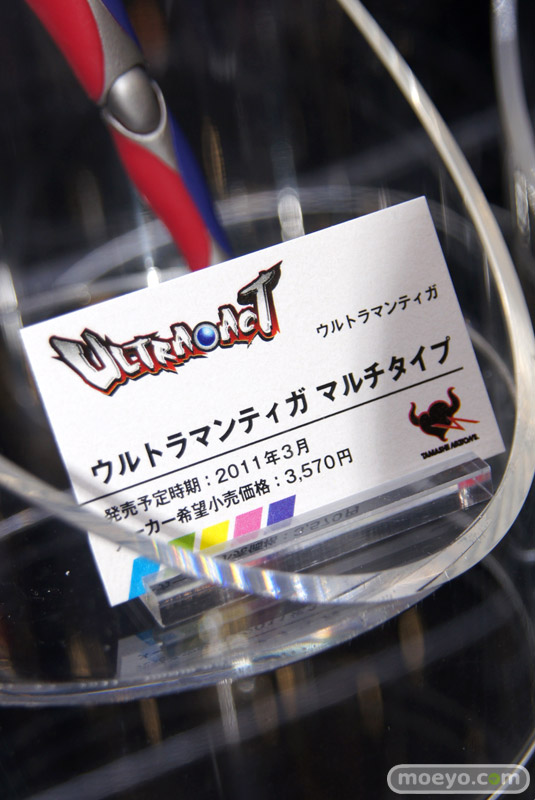 ULTRA-ACT
ウルトラマンティガ
ウルトラマンティガ マルチタイプ
発売予定時期：2011年3月
メーカー希望小売価格：3,570円
TAMASHII NATIONS
moeyo.com